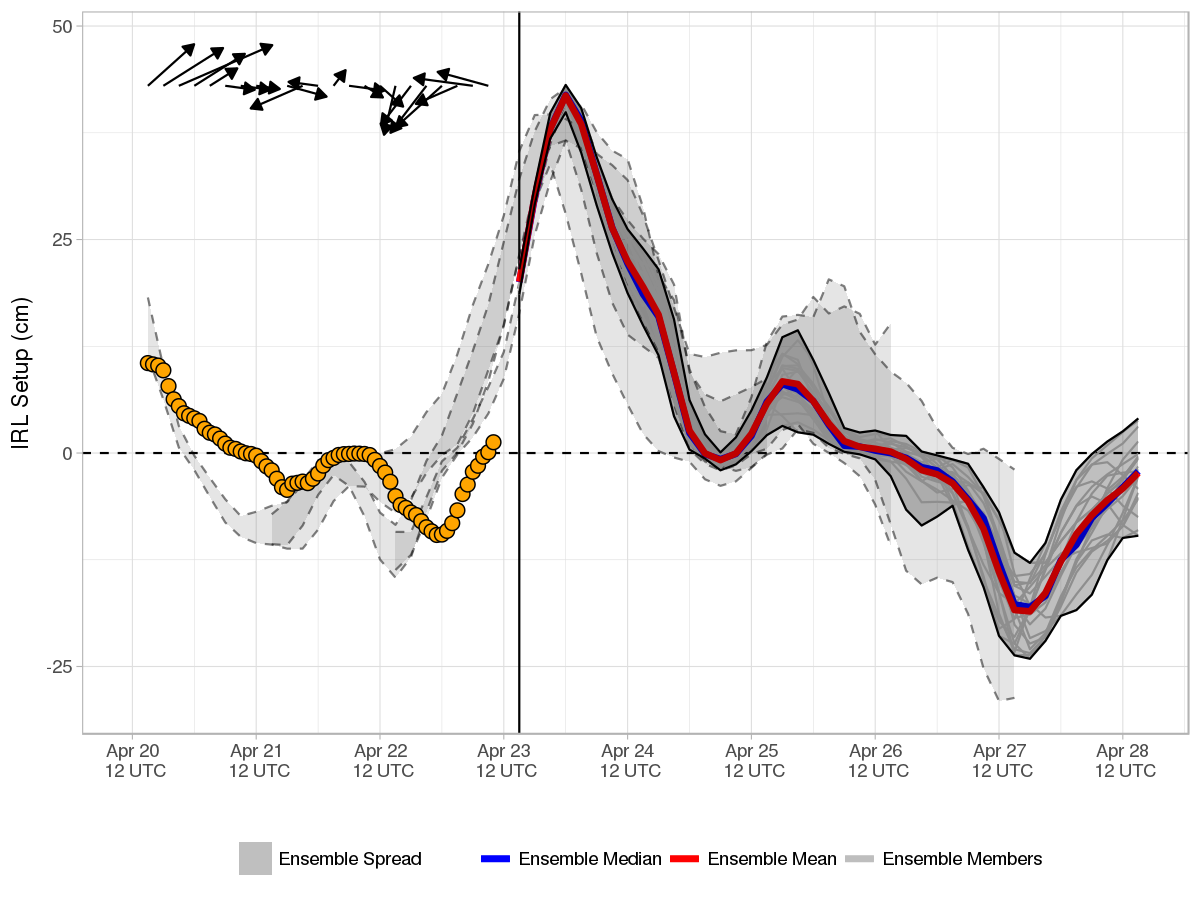 50
25
0
-25
IRL Setup (cm)
Apr 20 Apr 21 Apr 22 Apr 23 Apr 24 Apr 25 Apr 26 Apr 27 Apr 28
12 UTC 12 UTC 12 UTC 12 UTC 12 UTC 12 UTC 12 UTC 12 UTC 12 UTC
Ensemble Spread Ensemble Median Ensemble Mean Ensemble Members